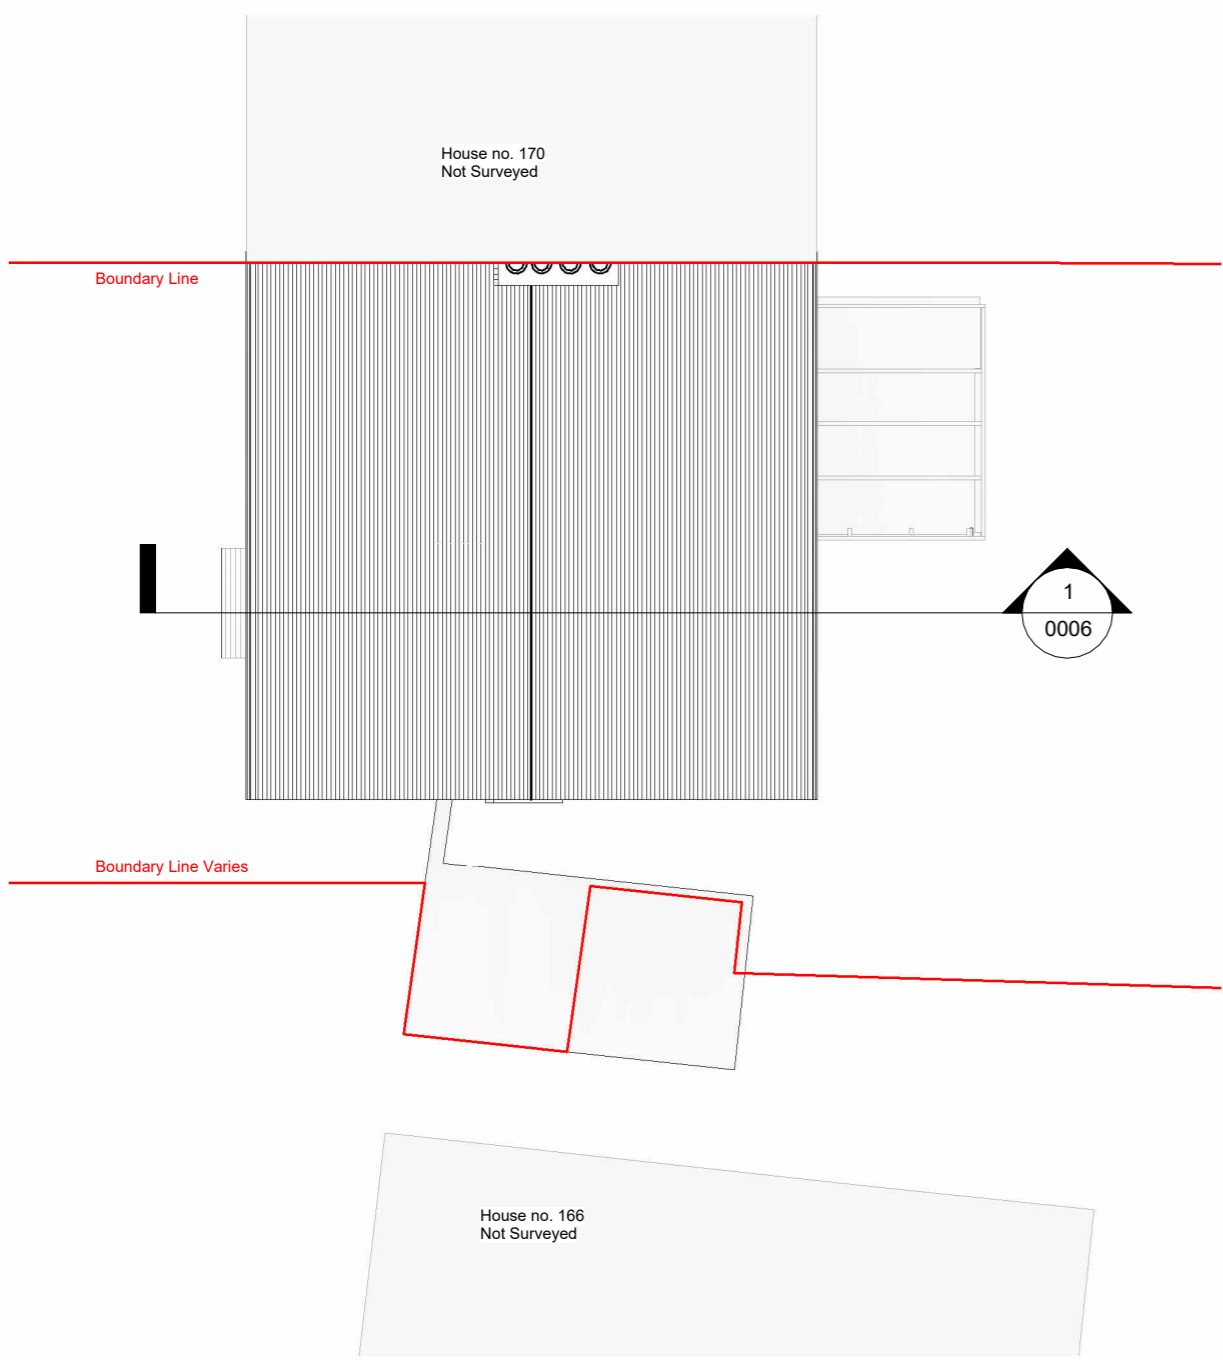 House no. 170
Not Surveyed
Boundary Line
1
0006
Boundary Line Varies
House no. 166
Not Surveyed